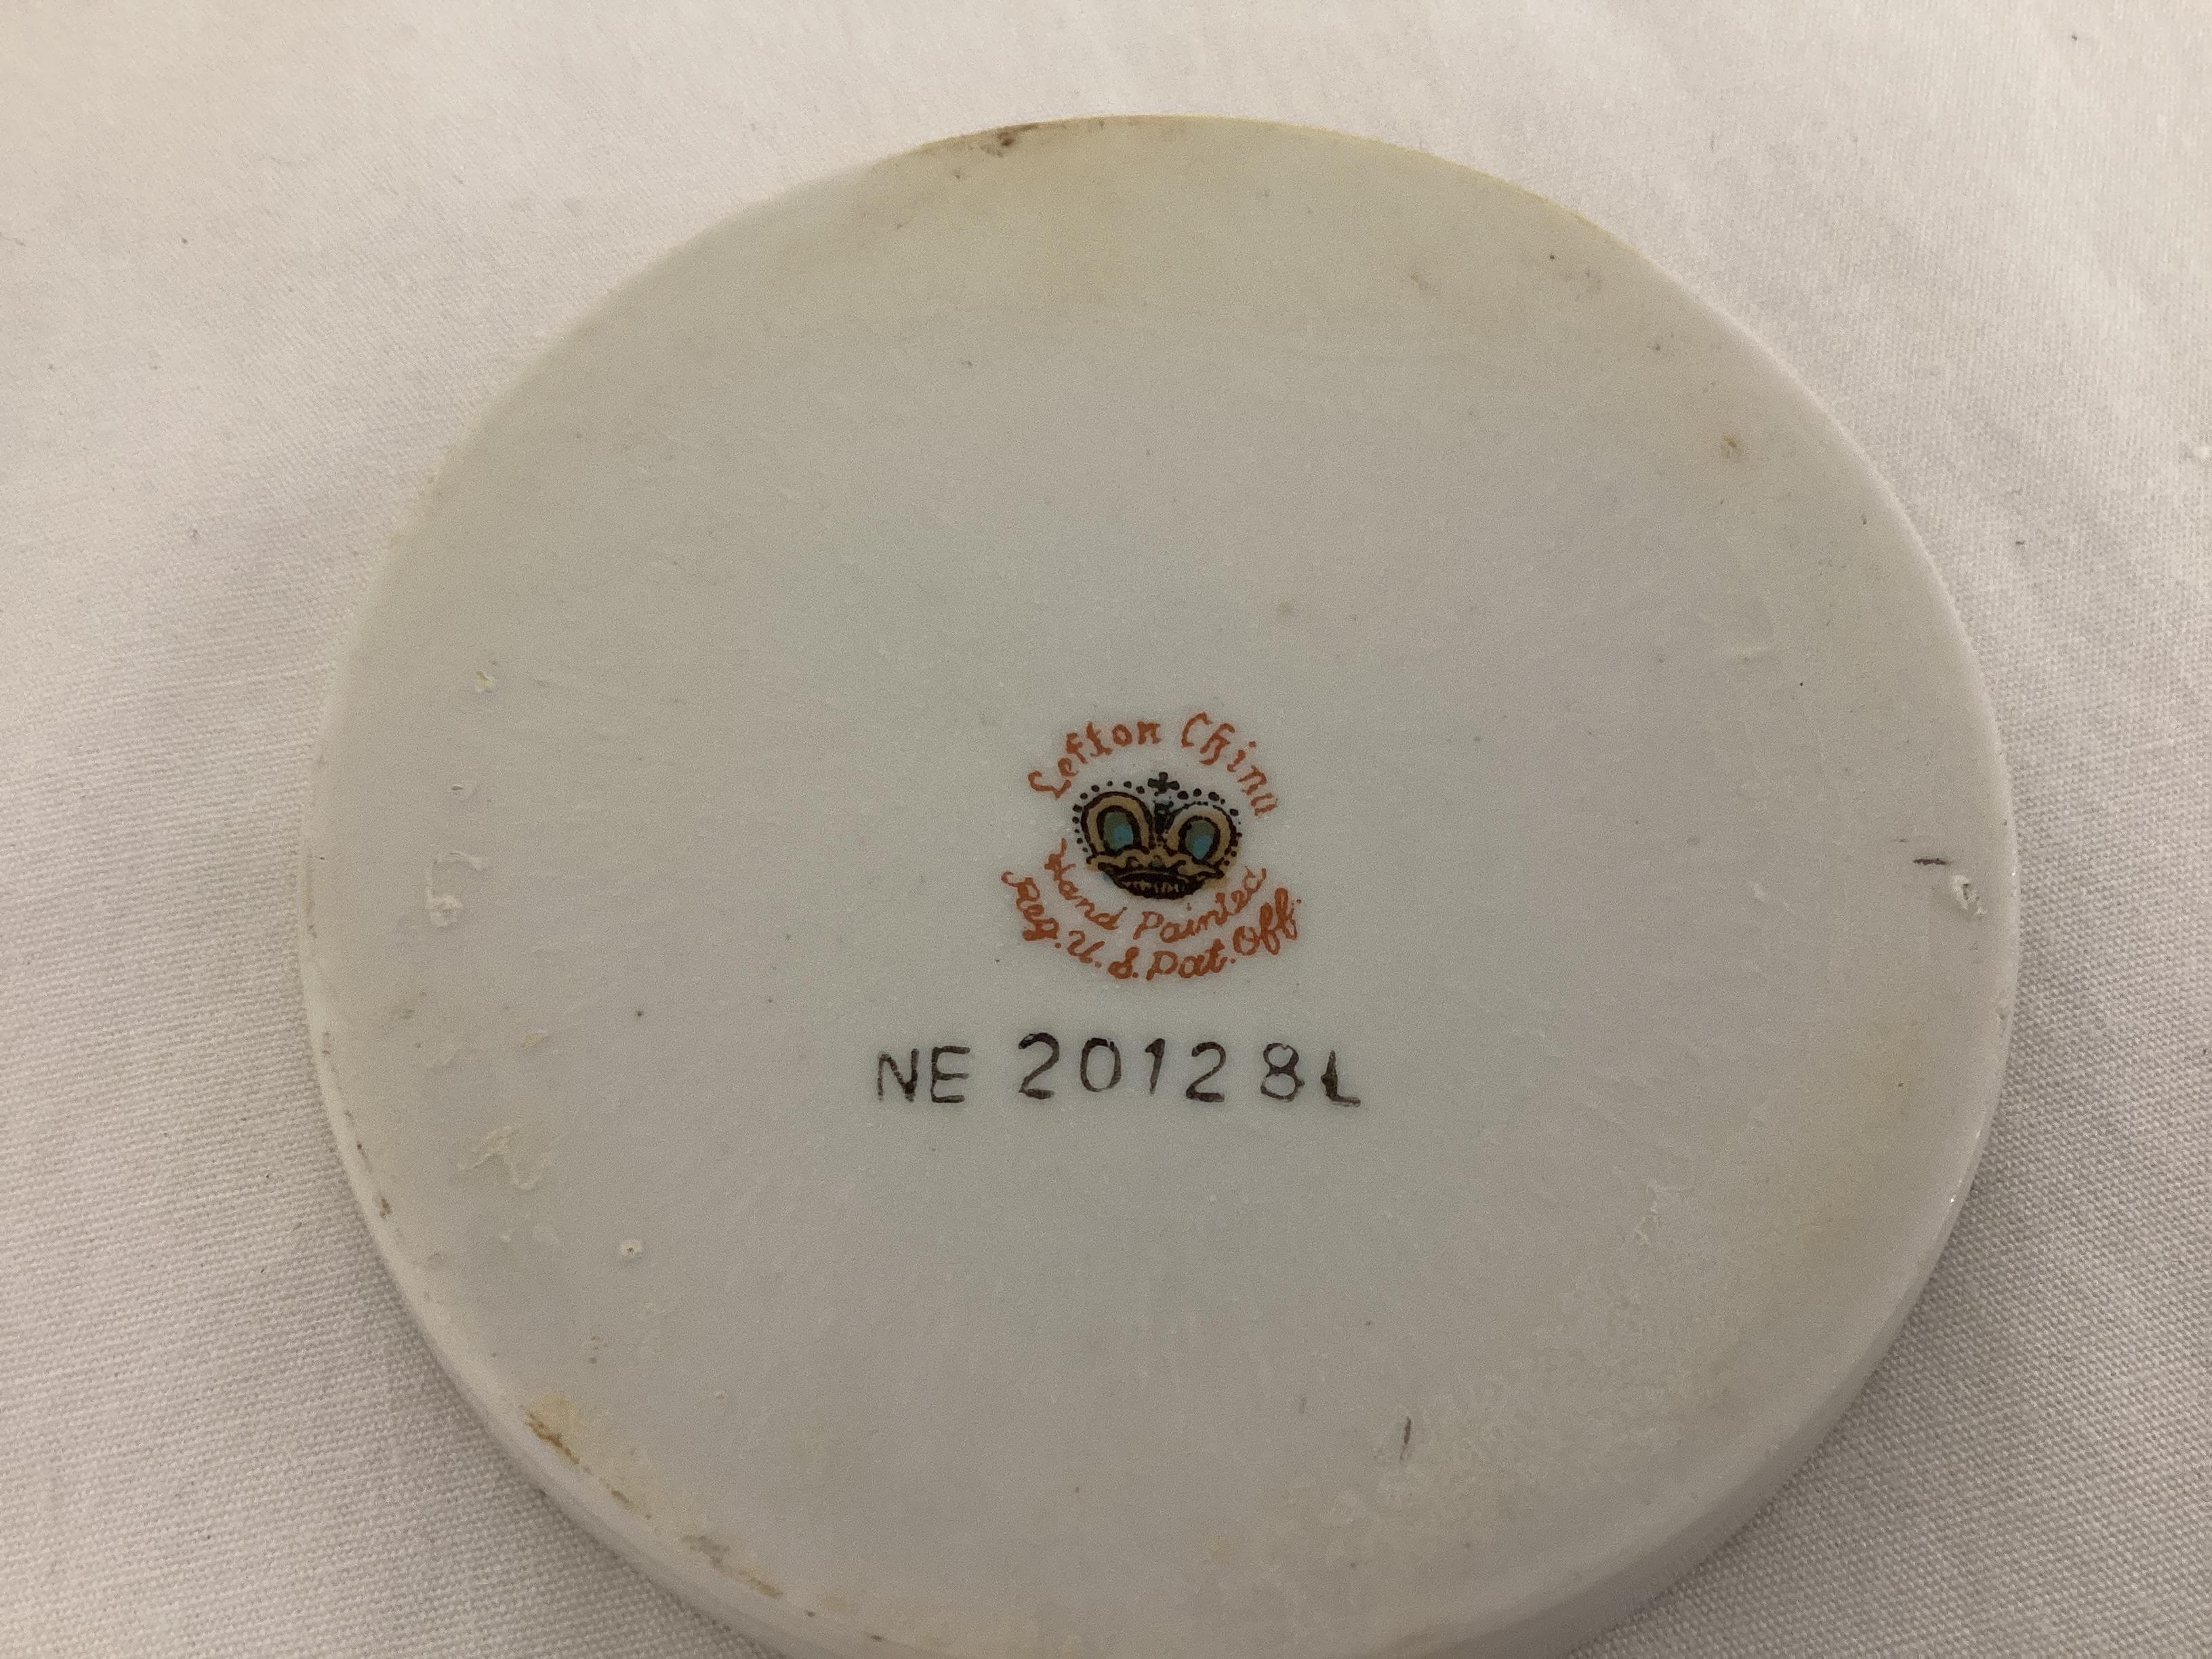 Lefton China
Hand Painted
Reg. U. S. Pat. Off.
NE 20128L